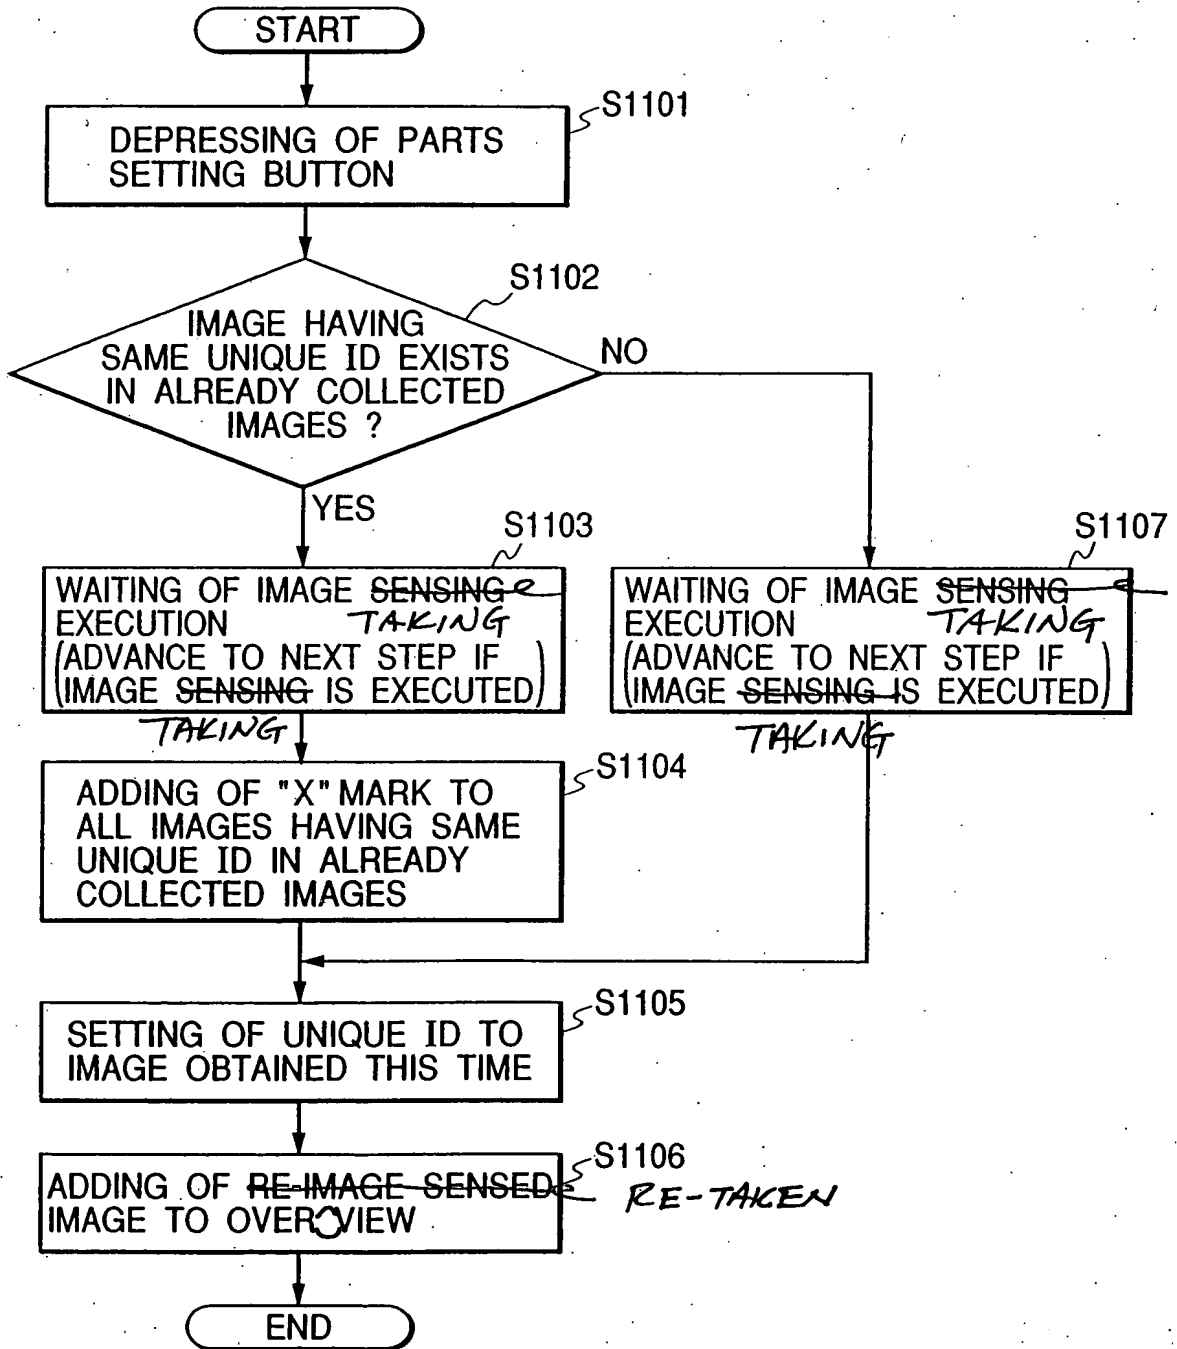 START
S1101
DEPRESSING OF PARTS
SETTING BUTTON
S1102
IMAGE HAVING
SAME UNIQUE ID EXISTS
IN ALREADY COLLECTED
IMAGES ?
NO
YES
S1103
WAITING OF IMAGE SENSING
EXECUTION TAKING
(ADVANCE TO NEXT STEP IF
IMAGE SENSING IS EXECUTED)
TAKING
S1107
WAITING OF IMAGE SENSING
EXECUTION TAKING
(ADVANCE TO NEXT STEP IF
IMAGE SENSING IS EXECUTED)
TAKING
S1104
ADDING OF "X" MARK TO
ALL IMAGES HAVING SAME
UNIQUE ID IN ALREADY
COLLECTED IMAGES
S1105
SETTING OF UNIQUE ID TO
IMAGE OBTAINED THIS TIME
S1106
ADDING OF RE-IMAGE SENSED RE-TAKEN
IMAGE TO OVER VIEW
END